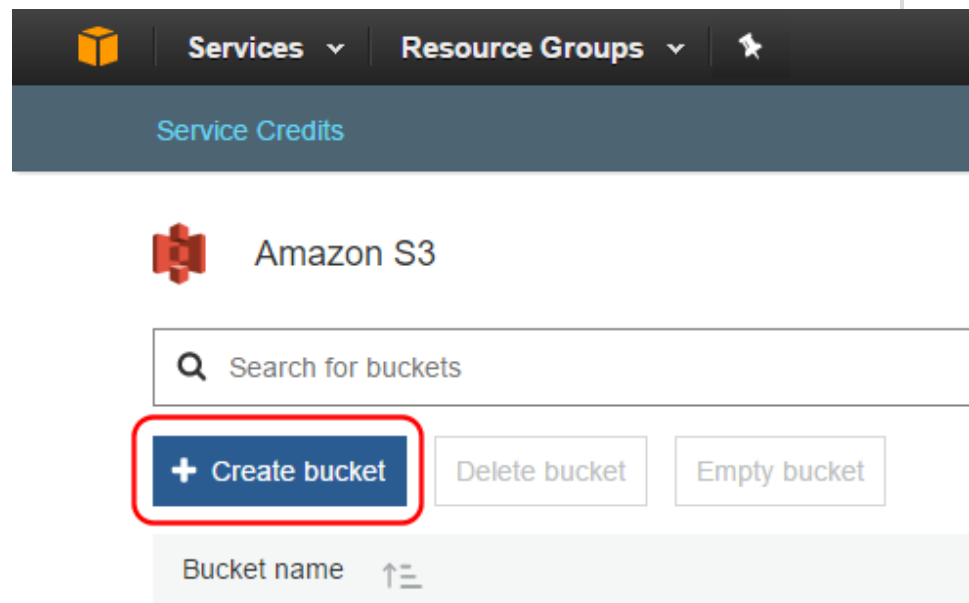 Services Resource Groups
Service Credits
Amazon S3
Search for buckets
+ Create bucket Delete bucket Empty bucket
Bucket name